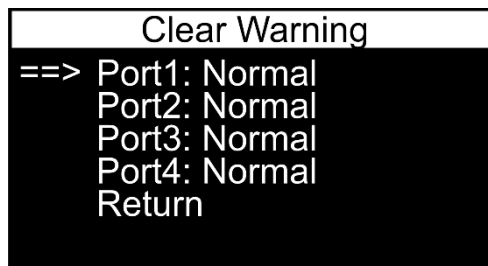 Clear Warning
==> Port1: Normal
Port2: Normal
Port3: Normal
Port4: Normal
Return